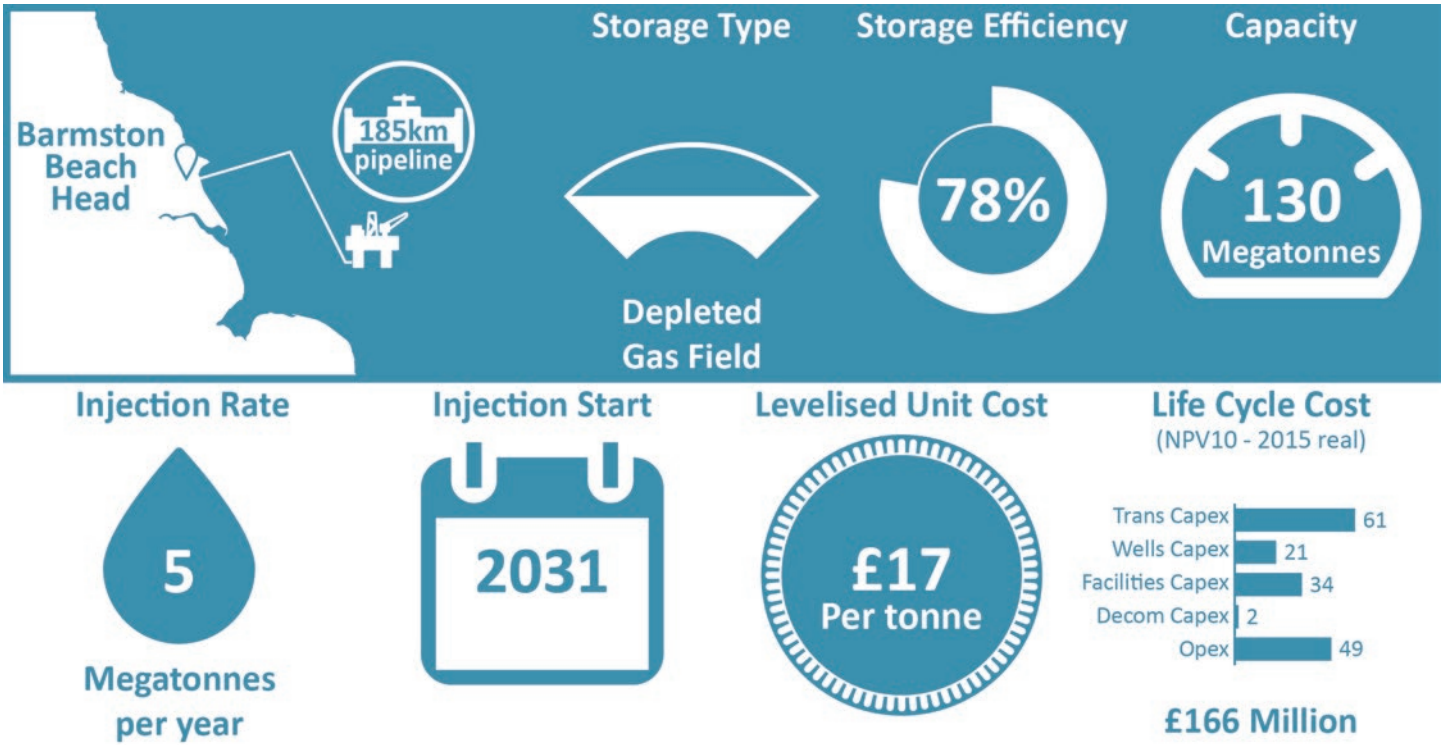 Storage Type
Storage Efficiency
Capacity
Barmston
Beach
Head
185km
pipeline
78%
130
Megatonnes
Depleted
Gas Field
Injection Rate
5
Megatonnes
per year
Injection Start
2031
Levelised Unit Cost
£17
Per tonne
Life Cycle Cost
(NPV10 - 2015 real)
Trans Capex 61
Wells Capex 21
Facilities Capex 34
Decom Capex 2
Opex 49
£166 Million